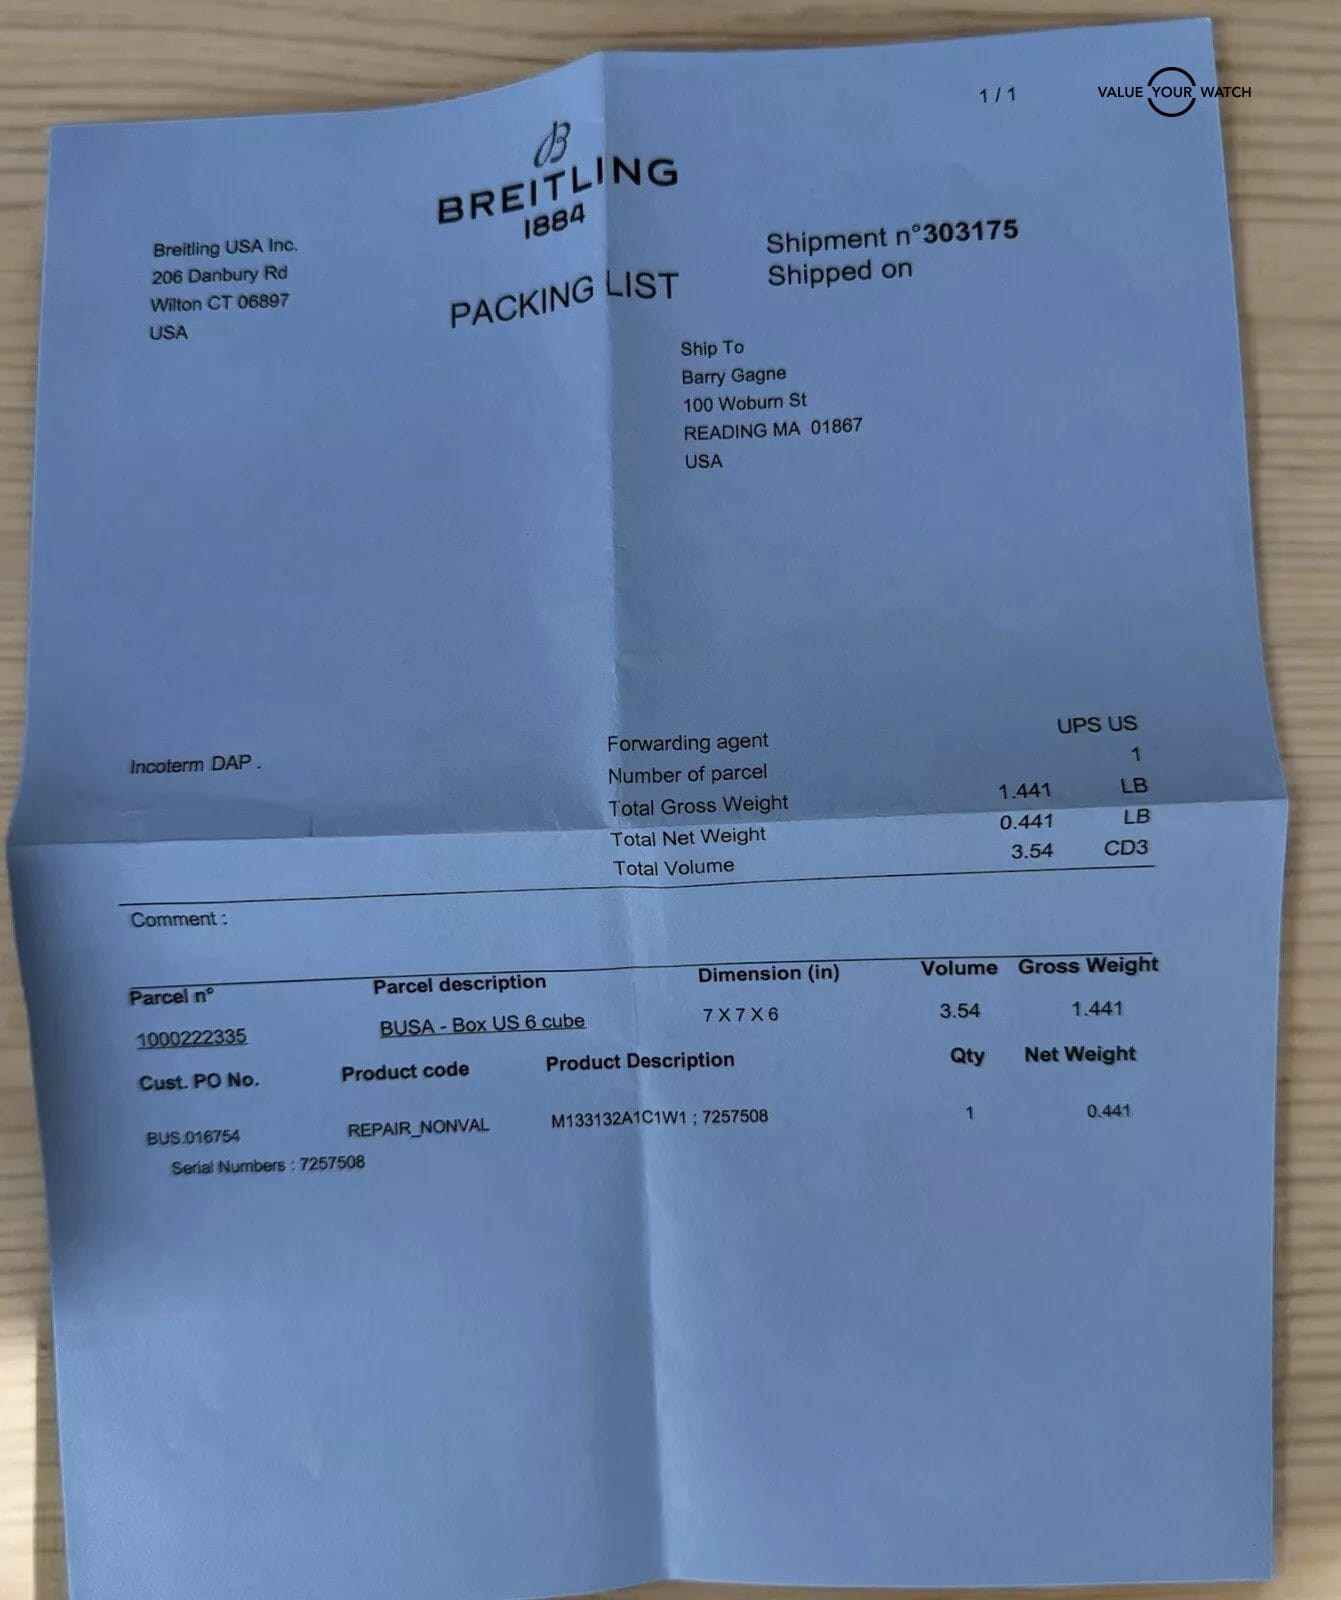 1 / 1
VALUE YOUR WATCH
B
BREITLING
1884
PACKING LIST
Breitling USA Inc.
206 Danbury Rd
Wilton CT 06897
USA
Shipment n°303175
Shipped on
Ship To
Barry Gagne
100 Woburn St
READING MA 01867
USA
Incoterm DAP .
Forwarding agent UPS US
Number of parcel 1
Total Gross Weight 1.441 LB
Total Net Weight 0.441 LB
Total Volume 3.54 CD3
Comment :
Parcel n° Parcel description Dimension (in) Volume Gross Weight
1000222335 BUSA - Box US 6 cube 7 X 7 X 6 3.54 1.441
Cust. PO No. Product code Product Description Qty Net Weight
BUS.016754 REPAIR_NONVAL M133132A1C1W1 ; 7257508 1 0.441
Serial Numbers : 7257508